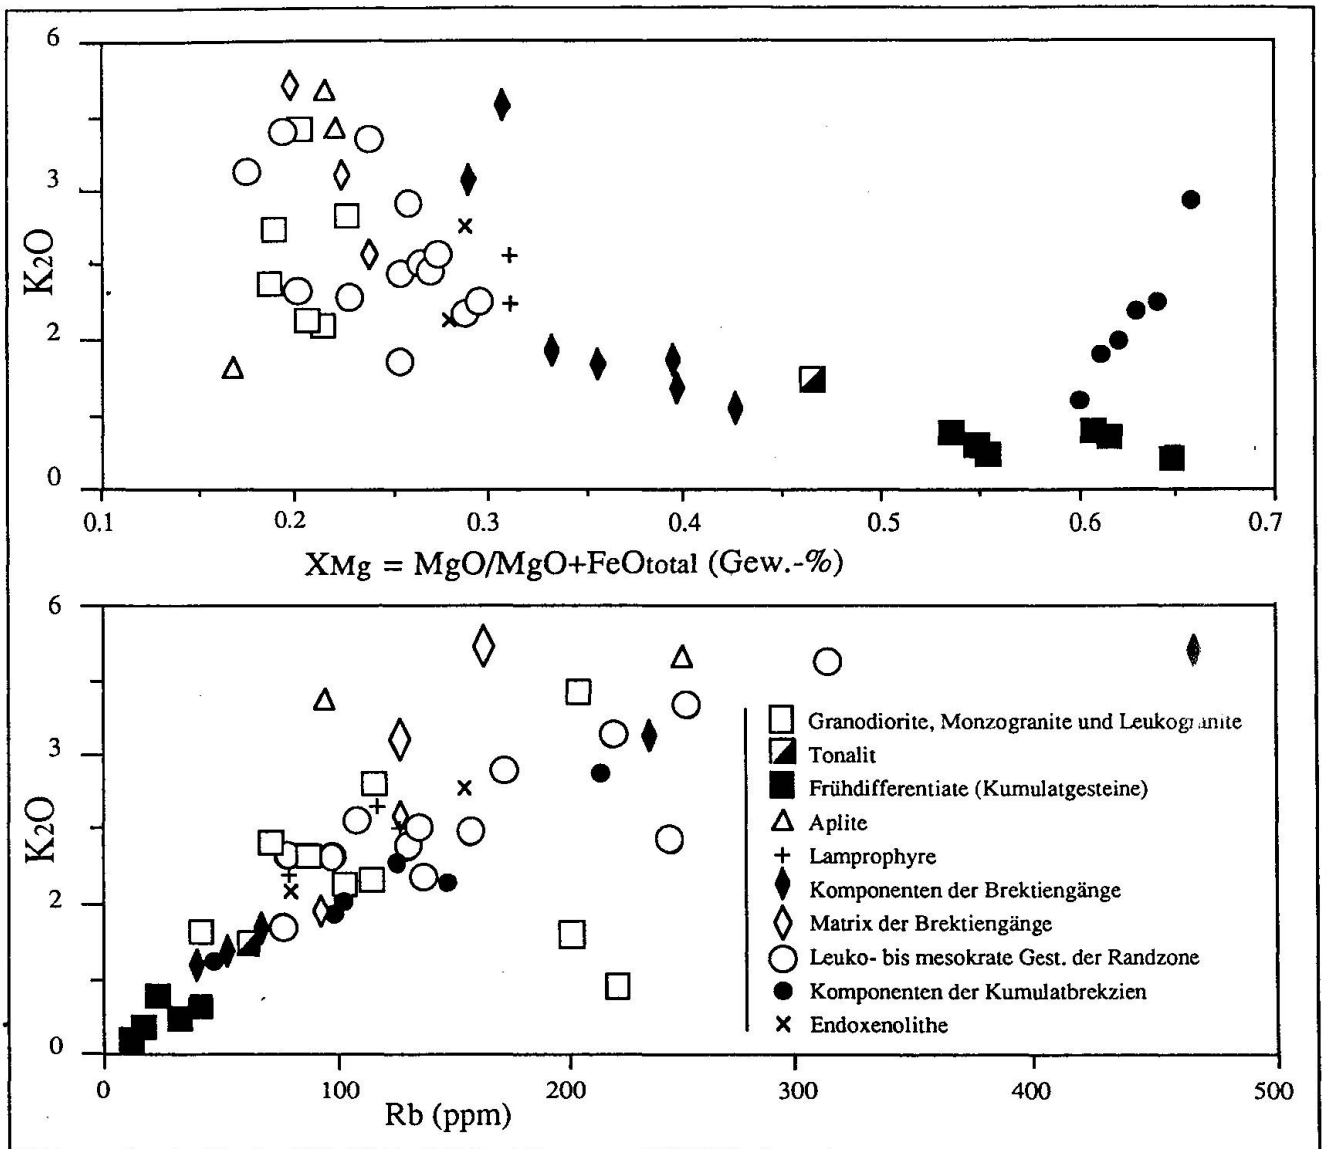 6
3
2
0
K2O
0.1 0.2 0.3 0.4 0.5 0.6 0.7
XMg = MgO/MgO+FeOtotal (Gew.-%)
6
3
2
0
K2O
Granodiorite, Monzogranite und Leukogranite
Tonalit
Frühdifferentiate (Kumulatgesteine)
Aplite
Lamprophyre
Komponenten der Brektiengänge
Matrix der Brektiengänge
Leuko- bis mesokrate Gest. der Randzone
Komponenten der Kumulatbrekzien
Endoxenolithe
0 100 200 300 400 500
Rb (ppm)